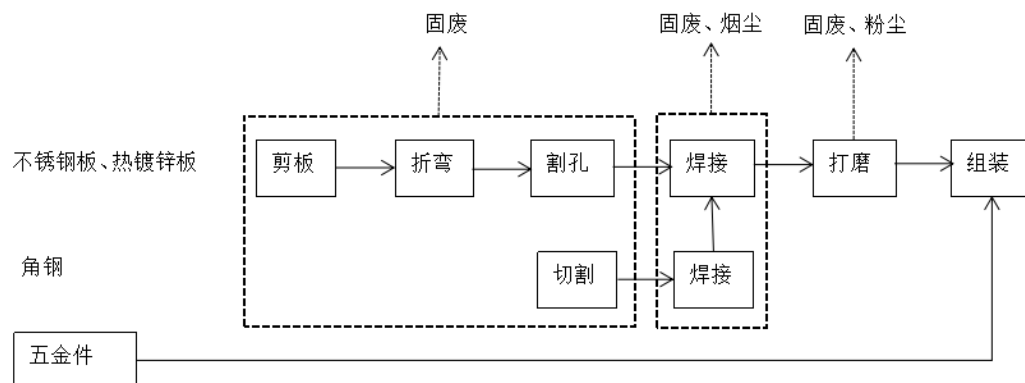 固废
固废、烟尘
固废、粉尘
不锈钢板、热镀锌板
剪板
折弯
割孔
焊接
打磨
组装
角钢
切割
焊接
五金件